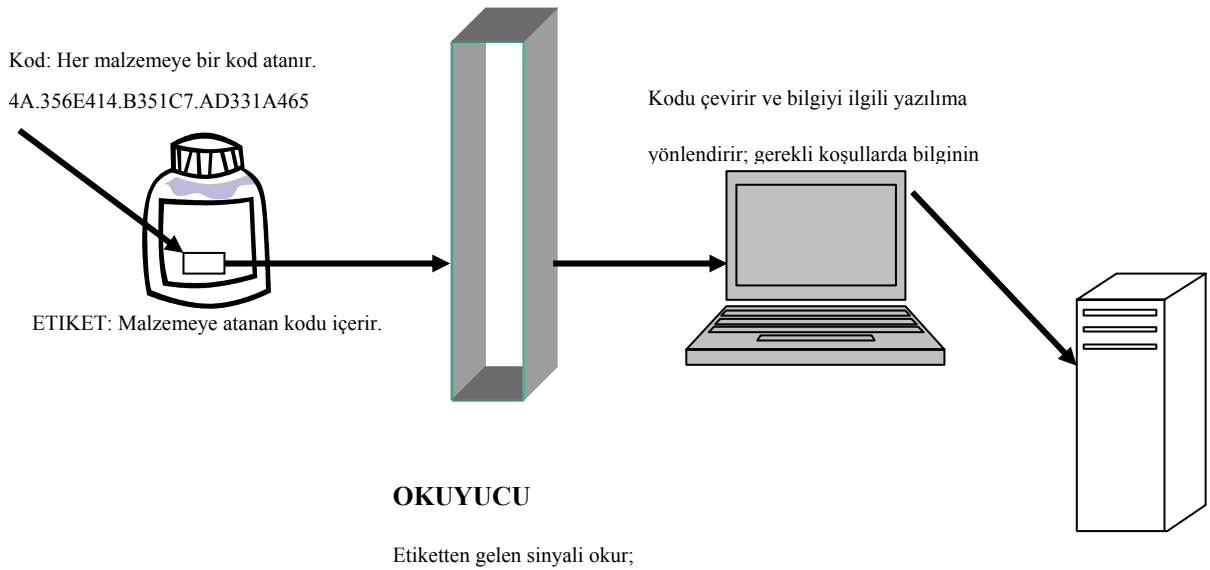 Kod: Her malzemeye bir kod atanır.
4A.356E414.B351C7.AD331A465
Kodu çevirir ve bilgiyi ilgili yazılıma
yönlendirir; gerekli koşullarda bilginin
ETIKET: Malzemeye atanan kodu içerir.
OKUYUCU
Etiketten gelen sinyali okur;